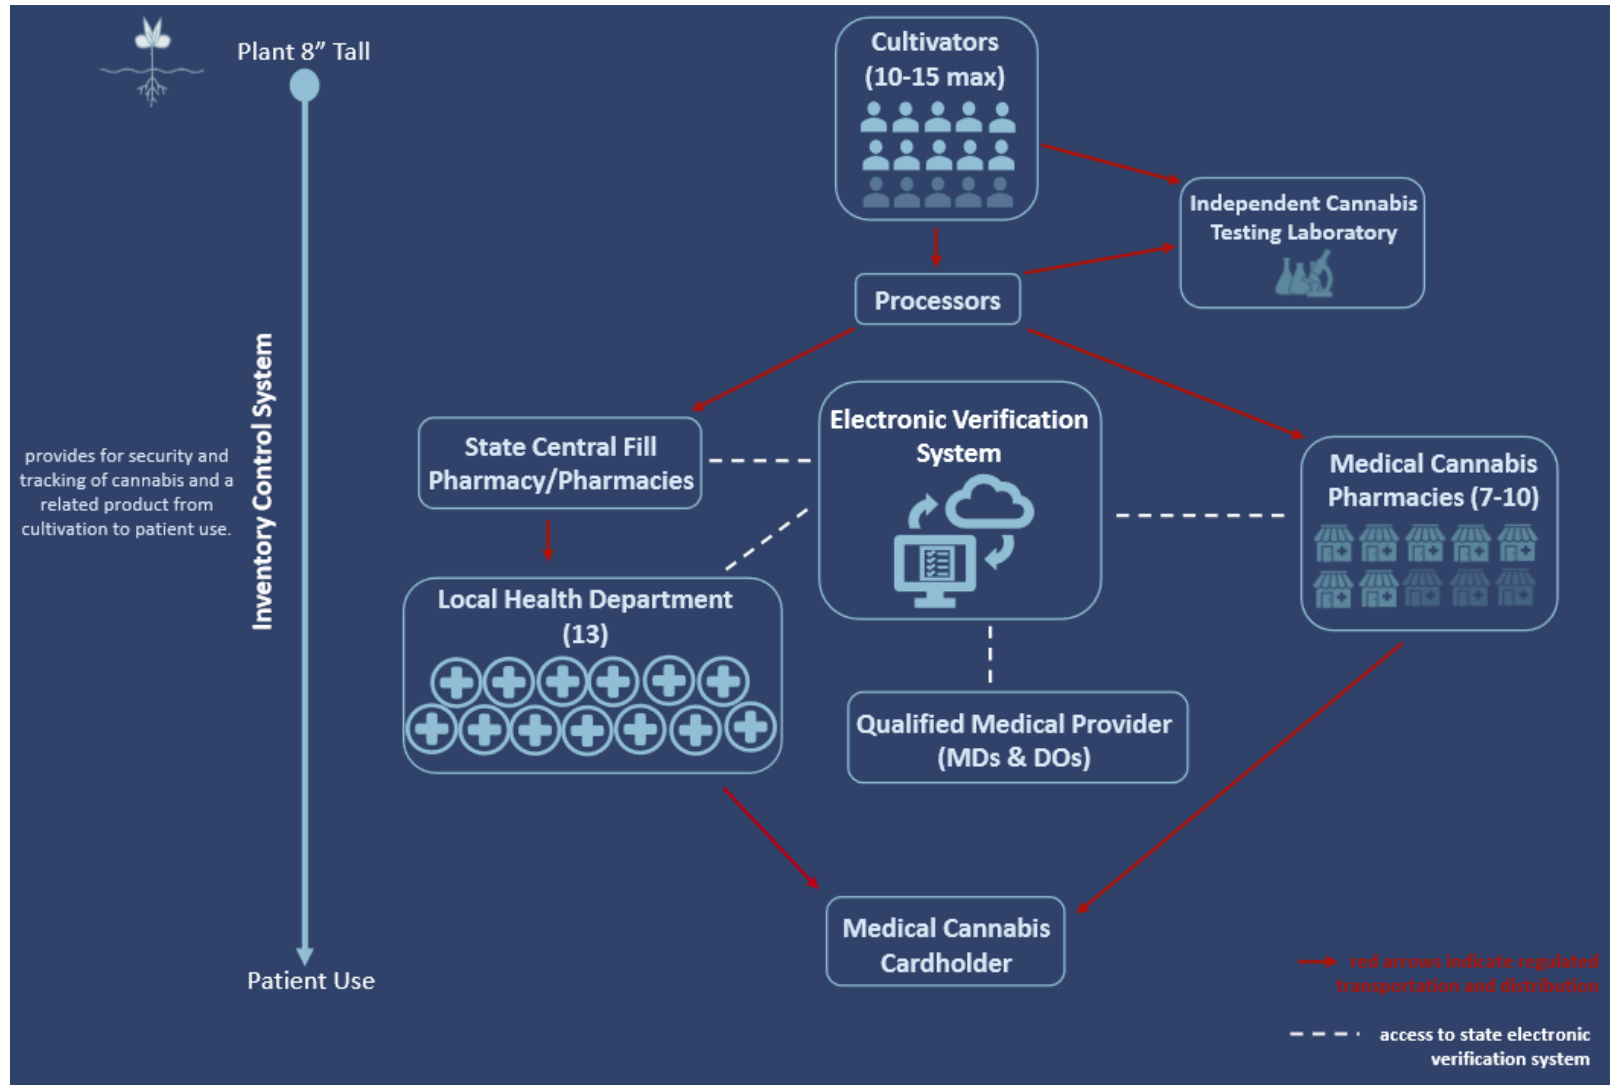 Plant 8” Tall
Cultivators
(10-15 max)
Independent Cannabis
Testing Laboratory
Processors
Inventory Control System
provides for security and
tracking of cannabis and a
related product from
cultivation to patient use.
State Central Fill
Pharmacy/Pharmacies
Electronic Verification
System
Medical Cannabis
Pharmacies (7-10)
Local Health Department
(13)
Qualified Medical Provider
(MDs & DOs)
Medical Cannabis
Cardholder
Patient Use
red arrows indicate regulated
transportation and distribution
access to state electronic
verification system